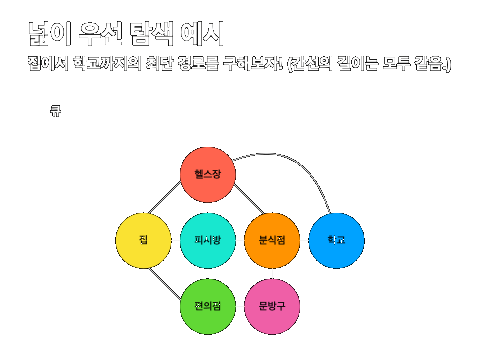 넓이 우선 탐색 예시
집에서 학교까지의 최단 경로를 구해보자! (간선의 길이는 모두 같음.)
큐
헬스장
집
피시방
분식점
학교
편의점
문방구